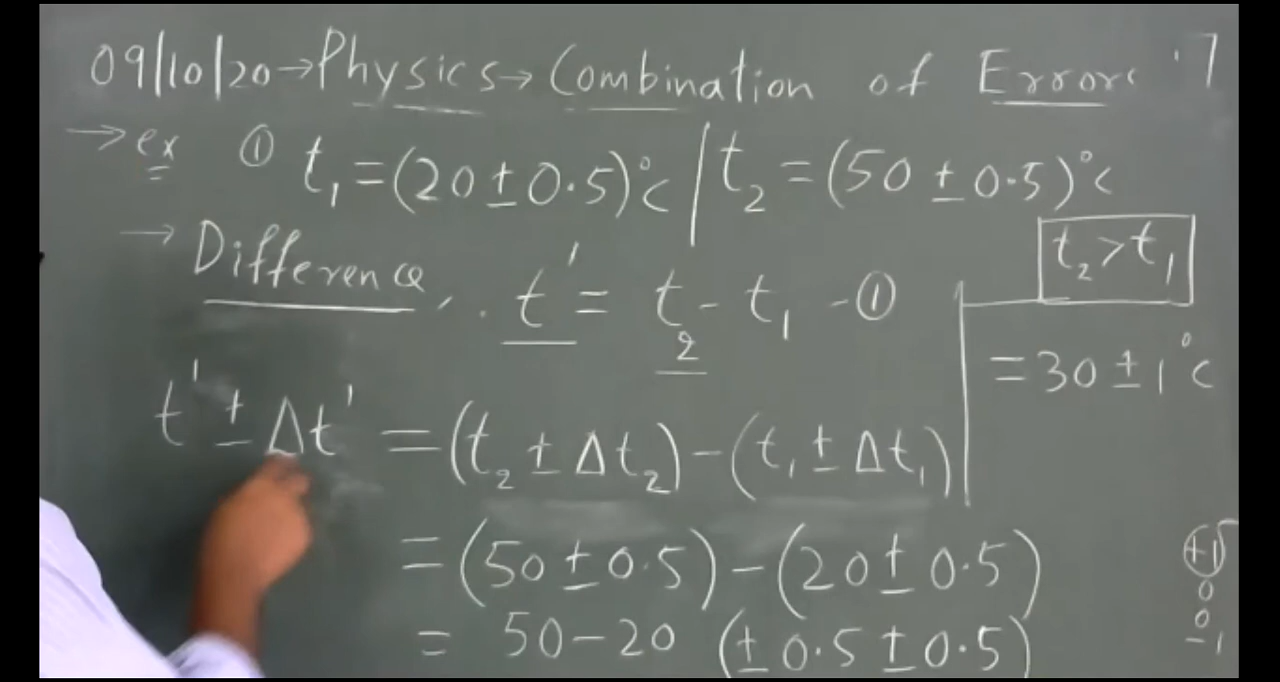 09/10/20→Physics→Combination of Errors
→ex ① t₁=(20±0.5)°c | t₂=(50±0.5)°c
→ Difference, . t'= t₂- t₁ -①
t₂>t₁
=30±1°c
t'±Δt' =(t₂±Δt₂)-(t₁±Δt₁)
=(50±0.5)-(20±0.5)
= 50-20 (±0.5±0.5)
+1
0
0
-1